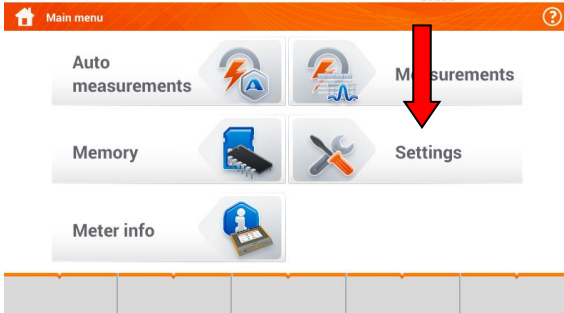 Main menu
?
Auto
measurements
Measurements
Memory
Settings
Meter info